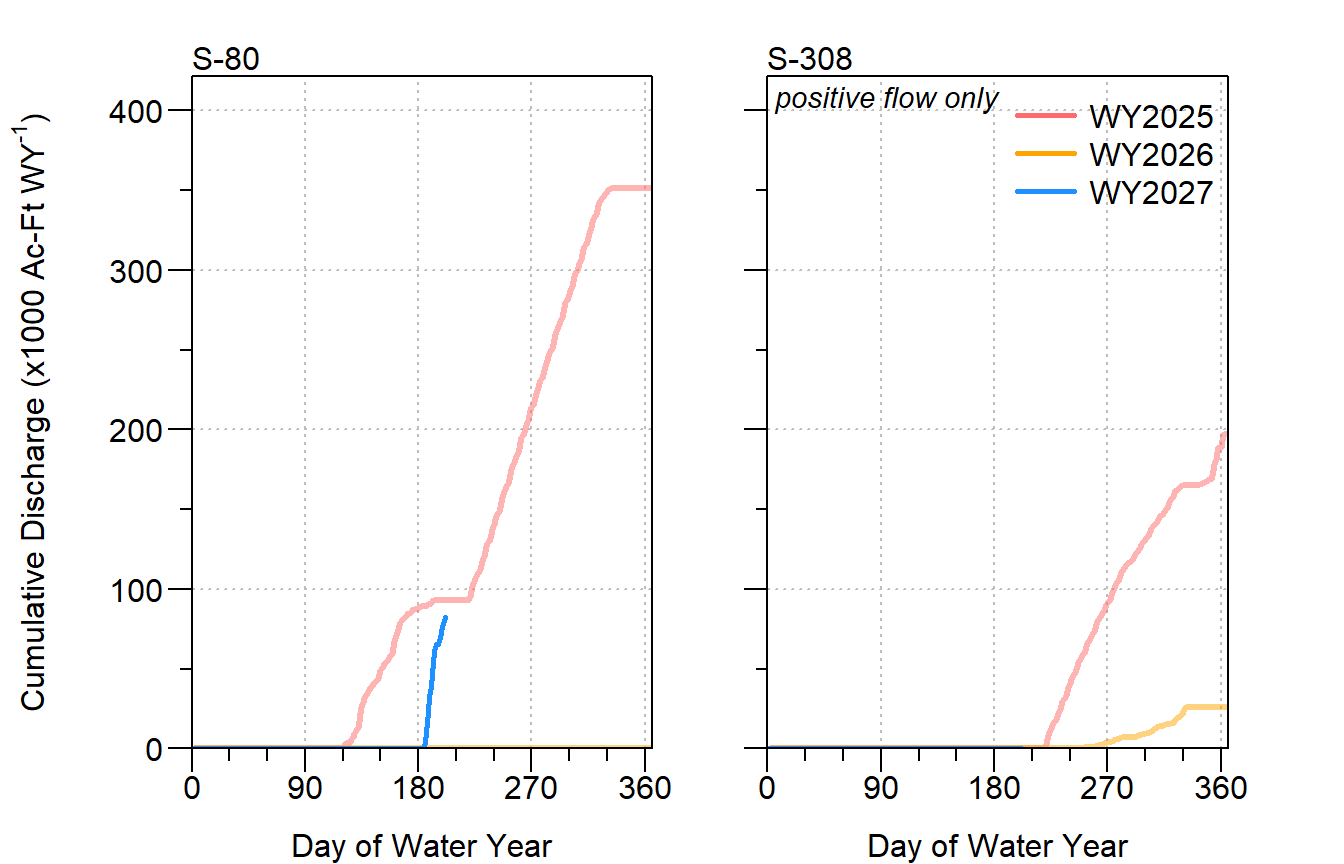 S-80
S-308
positive flow only
WY2025
WY2026
WY2027
Cumulative Discharge (x1000 Ac-Ft WY⁻¹)
400
300
200
100
0
0 90 180 270 360
0 90 180 270 360
Day of Water Year
Day of Water Year